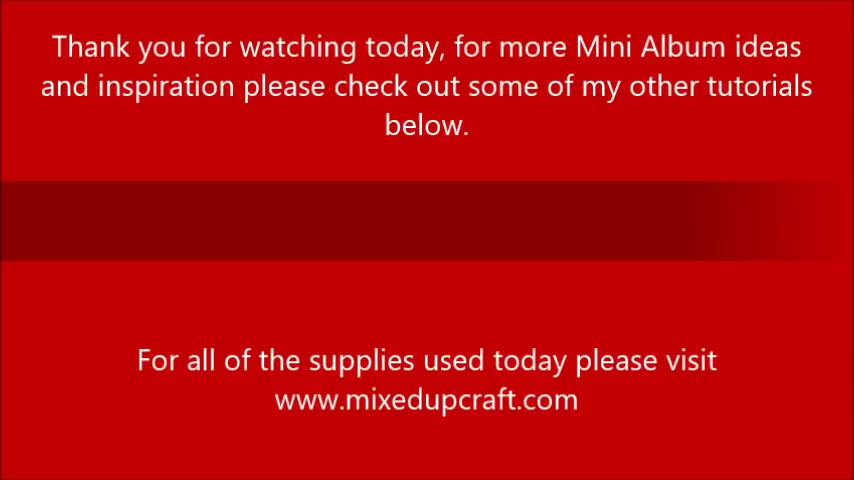 Thank you for watching today, for more Mini Album ideas
and inspiration please check out some of my other tutorials
below.
For all of the supplies used today please visit
www.mixedupcraft.com